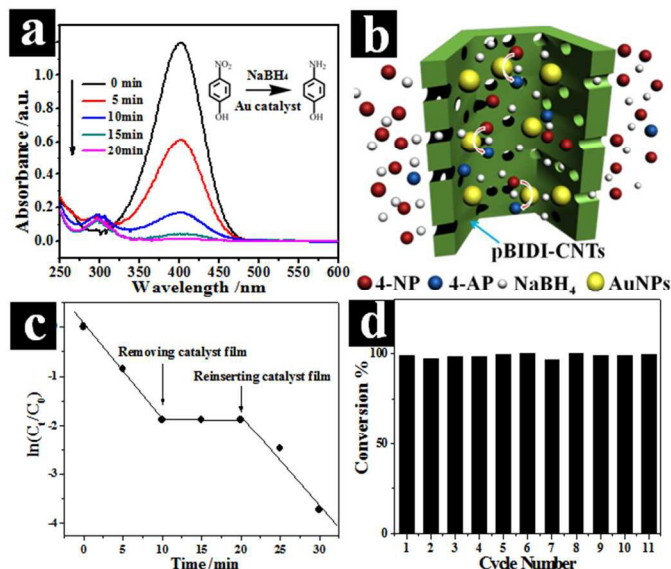 a
Absorbance /a.u.
1.2
1.0
0.8
0.6
0.4
0.2
0.0
0 min
5 min
10min
15min
20min
NO₂
OH
NaBH₄
Au catalyst
NH₂
OH
250 300 350 400 450 500 550 600
Wavelength /nm
b
pBIDI-CNTs
4-NP 4-AP NaBH₄ AuNPs
c
ln(Cₜ/C₀)
0
-1
-2
-3
-4
Removing catalyst film
Reinserting catalyst film
0 5 10 15 20 25 30
Time/min
d
Conversion %
100
50
0
1 2 3 4 5 6 7 8 9 10 11
Cycle Number